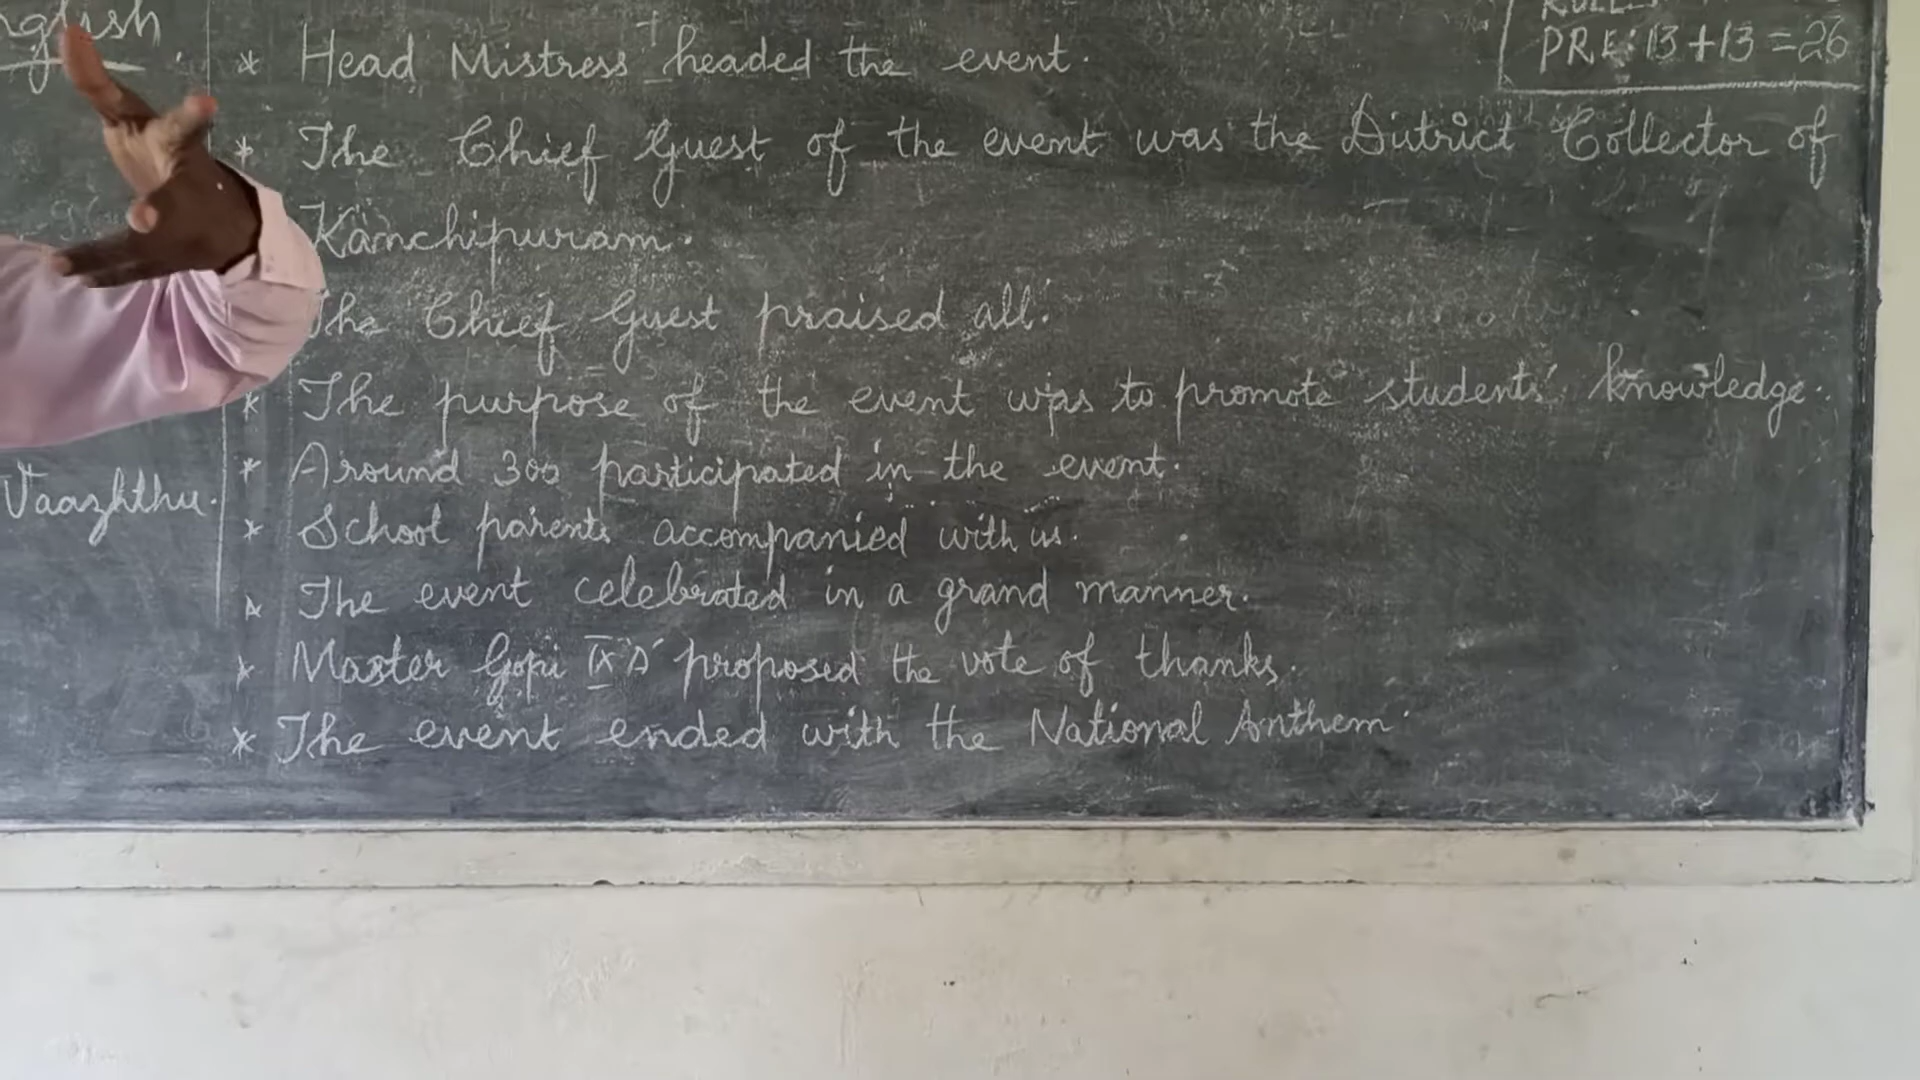 English
* Head Mistress headed the event.
PRE: 13+13=26
* The Chief Guest of the event was the District Collector of
Kanchipuram.
The Chief Guest praised all.
* The purpose of the event was to promote students' knowledge.
* Around 300 participated in the event.
Vaazhthu.
* School parents accompanied with us.
* The event celebrated in a grand manner.
* Master Gopi IX 'A' proposed the vote of thanks.
* The event ended with the National Anthem.